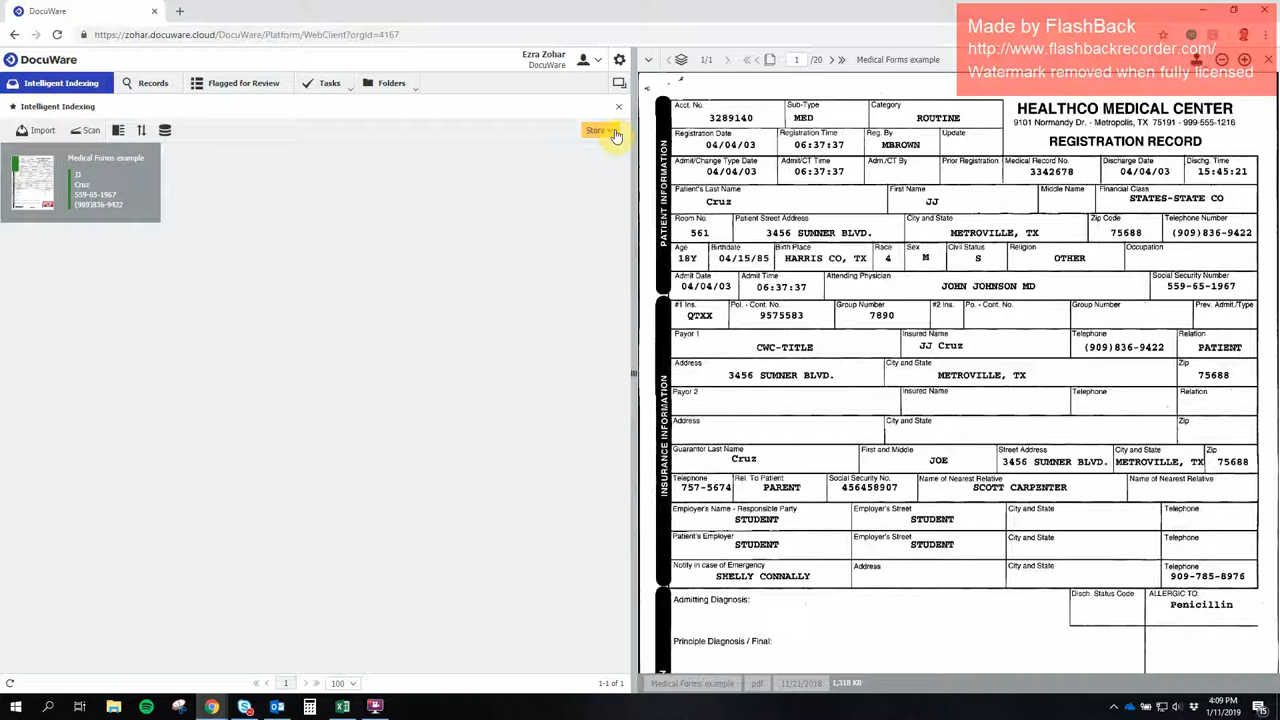 DocuWare
Made by FlashBack
http://www.flashbackrecorder.com/
Watermark removed when fully licensed
https://zohar.docuware.cloud/DocuWare/Platform/WebClient?orgId=4167
DocuWare
Ezra Zohar
DocuWare
1/1
1
/20
Medical Forms example
Intelligent Indexing
Records
Flagged for Review
Tasks
Folders
Intelligent Indexing
Import
Scan
Store
Medical Forms example
JJ
Cruz
559-65-1967
(909)836-9422
HEALTHCO MEDICAL CENTER
9101 Normandy Dr. - Metropolis, TX 75191 - 999-555-1216
REGISTRATION RECORD
PATIENT INFORMATION
Acct. No. Sub-Type Category
3289140 MED ROUTINE
Registration Date Registration Time Reg. By Update
04/04/03 06:37:37 MBROWN
Admit/Change Type Date Admit/CT Time Adm./CT By Prior Registration Medical Record No. Discharge Date Dischg. Time
04/04/03 06:37:37 3342678 04/04/03 15:45:21
Patient's Last Name First Name Middle Name Financial Class
Cruz JJ STATES-STATE CO
Room No. Patient Street Address City and State Zip Code Telephone Number
561 3456 SUMNER BLVD. METROVILLE, TX 75688 (909)836-9422
Age Birthdate Birth Place Race Sex Civil Status Religion Occupation
18Y 04/15/85 HARRIS CO, TX 4 M S OTHER
Admit Date Admit Time Attending Physician Social Security Number
04/04/03 06:37:37 JOHN JOHNSON MD 559-65-1967
INSURANCE INFORMATION
#1 Ins. Pol. - Cont. No. Group Number #2 Ins. Po. - Cont. No. Group Number Prev. Admit./Type
QTXX 9575583 7890
Payor 1 Insured Name Telephone Relation
CWC-TITLE JJ Cruz (909)836-9422 PATIENT
Address City and State Zip
3456 SUMNER BLVD. METROVILLE, TX 75688
Payor 2 Insured Name Telephone Relation
Address City and State Zip
Guarantor Last Name First and Middle Street Address City and State Zip
Cruz JOE 3456 SUMNER BLVD. METROVILLE, TX 75688
Telephone Rel. To Patient Social Security No. Name of Nearest Relative Name of Nearest Relative
757-5674 PARENT 456458907 SCOTT CARPENTER
Employer's Name - Responsible Party Employer's Street City and State Telephone
STUDENT STUDENT
Patient's Employer Employer's Street City and State Telephone
STUDENT STUDENT
Notify in case of Emergency Address City and State Telephone
SHELLY CONNALLY 909-785-8976
Admitting Diagnosis: Disch. Status Code ALLERGIC TO:
Penicillin
Principle Diagnosis / Final:
1
100
1-1 of 1
Medical Forms example pdf 11/21/2018 1,318 KB
4:09 PM
1/11/2019
15